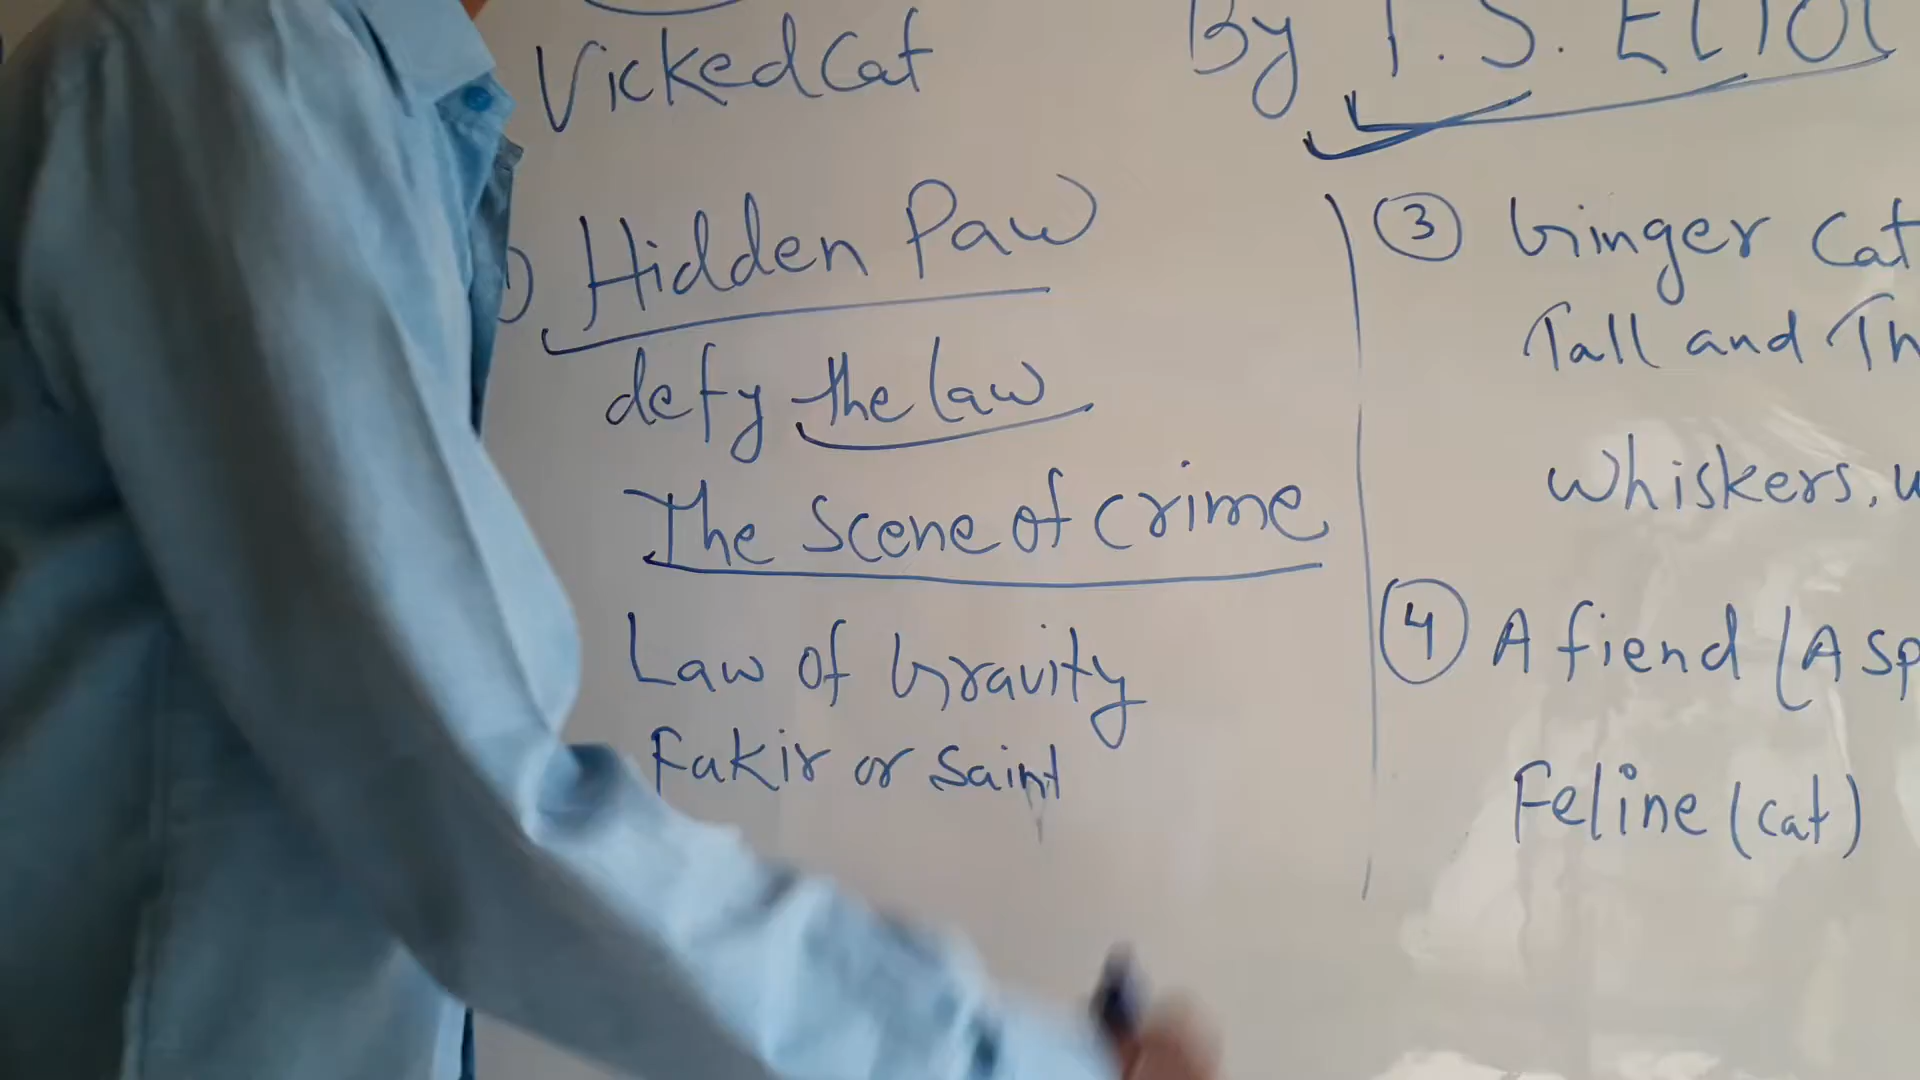 Vicked Cat
By T. S. ELIOT
Hidden Paw
defy the law
The Scene of crime
Law of Gravity
Fakir or Saint
③ Ginger Cat
Tall and
Whiskers,
④ A fiend (A
Feline (cat)